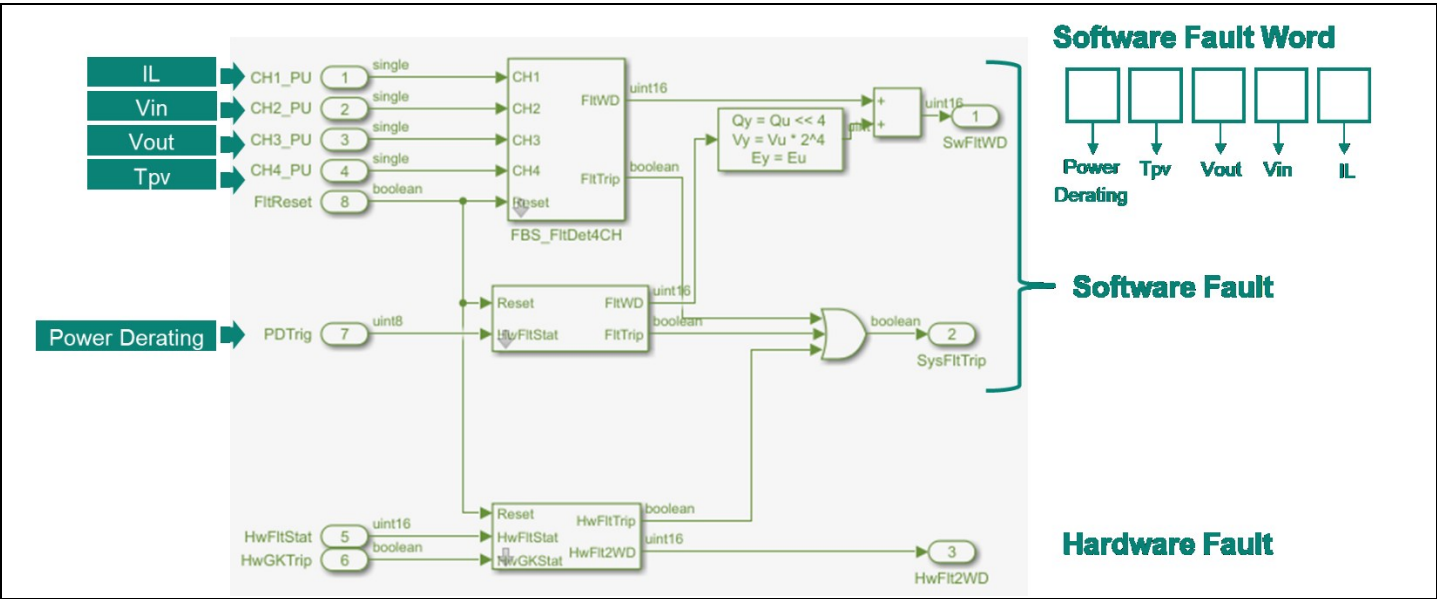 Software Fault Word
IL
Vin
Vout
Tpv
CH1_PU
1
single
CH2_PU
2
single
CH3_PU
3
single
CH4_PU
4
single
FltReset
8
boolean
CH1
CH2
CH3
CH4
Reset
FltWD
FltTrip
FBS_FltDet4CH
uint16
boolean
Qy = Qu << 4
Vy = Vu * 2^4
Ey = Eu
+
+
uint16
1
SwFltWD
Power
Derating
Tpv
Vout
Vin
IL
Power Derating
PDTrig
7
uint8
Reset
HwFltStat
FltWD
FltTrip
uint16
boolean
boolean
2
SysFltTrip
Software Fault
HwFltStat
5
uint16
HwGKTrip
6
boolean
Reset
HwFltStat
HwGKStat
HwFltTrip
HwFlt2WD
boolean
uint16
3
HwFlt2WD
Hardware Fault